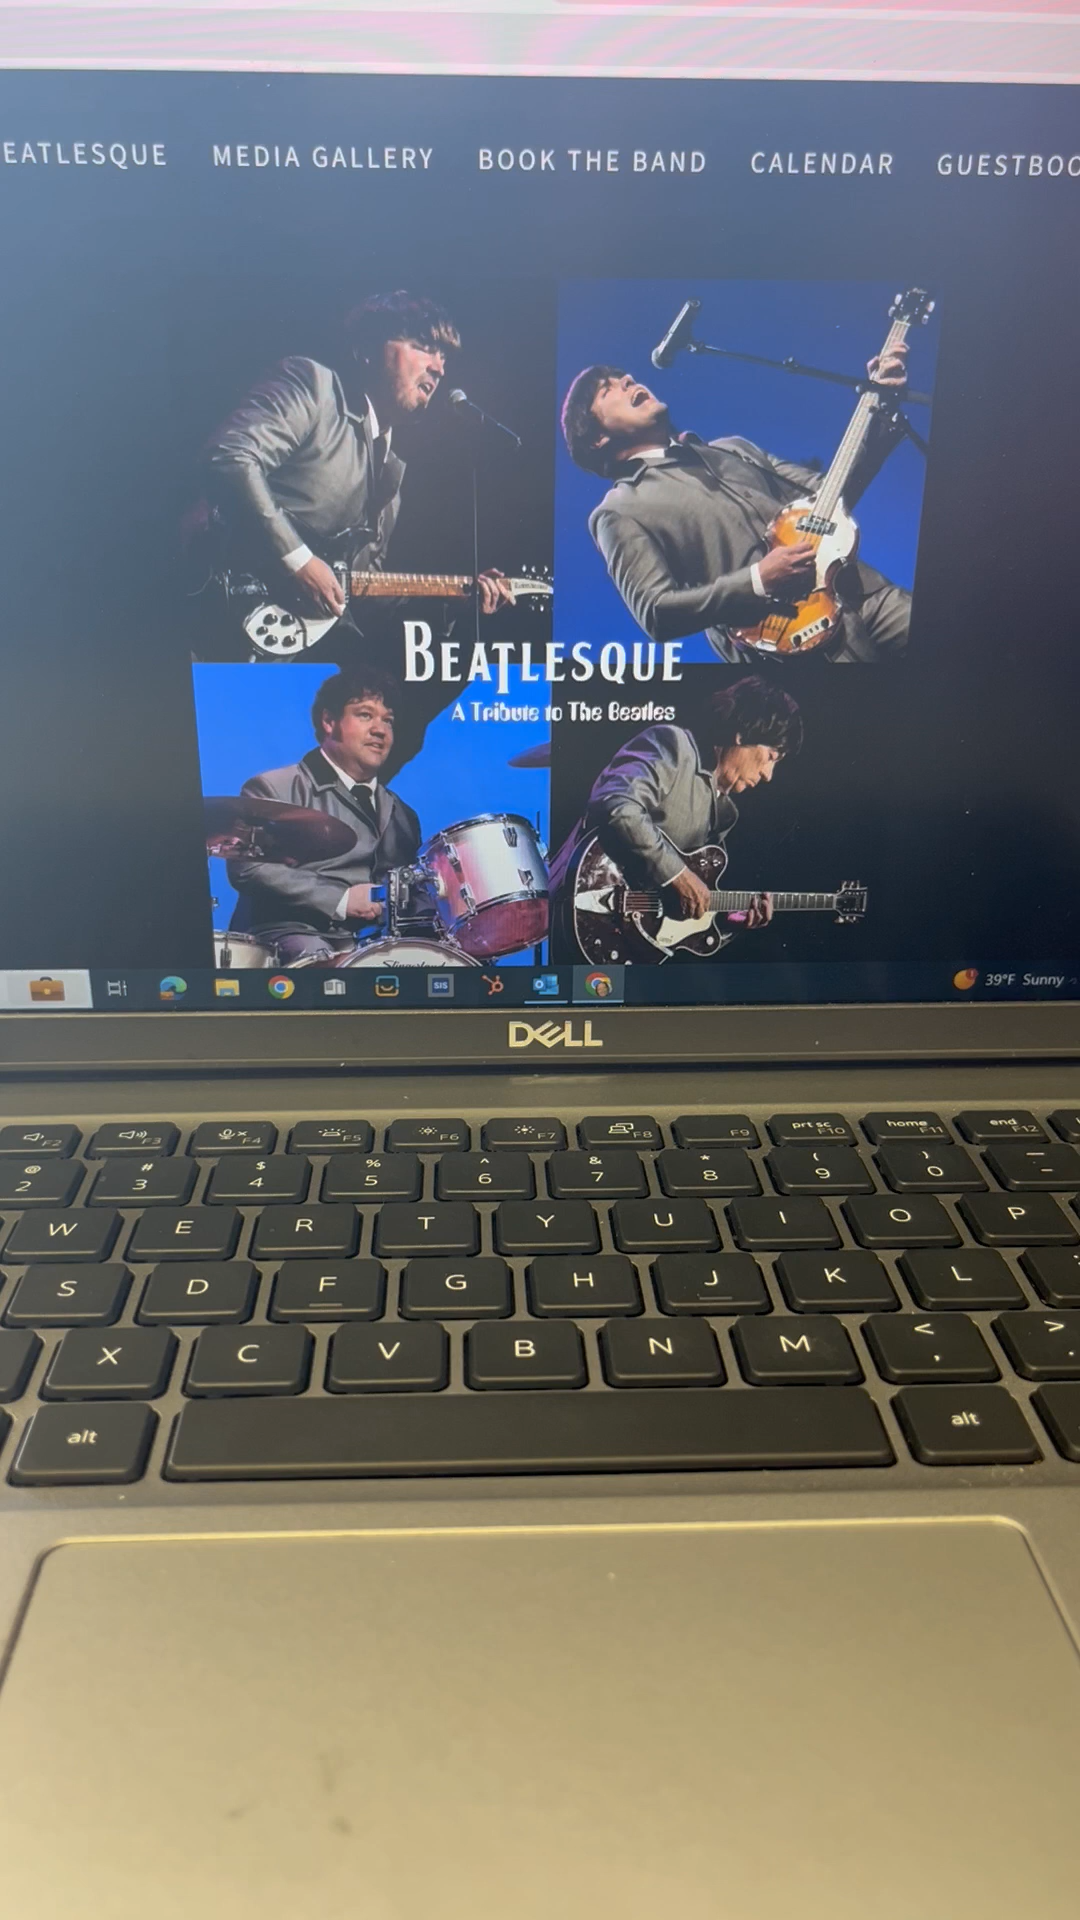 EATLESQUE MEDIA GALLERY BOOK THE BAND CALENDAR GUESTBOO
BEATLESQUE
A Tribute to The Beatles
SIS 39°F Sunny
DELL
F2 F3 F4 F5 F6 F7 F8 F9 prt sc F10 home F11 end F12
@ # $ % ^ & * ( ) _
2 3 4 5 6 7 8 9 0 -
W E R T Y U I O P
S D F G H J K L
X C V B N M < , > .
alt alt